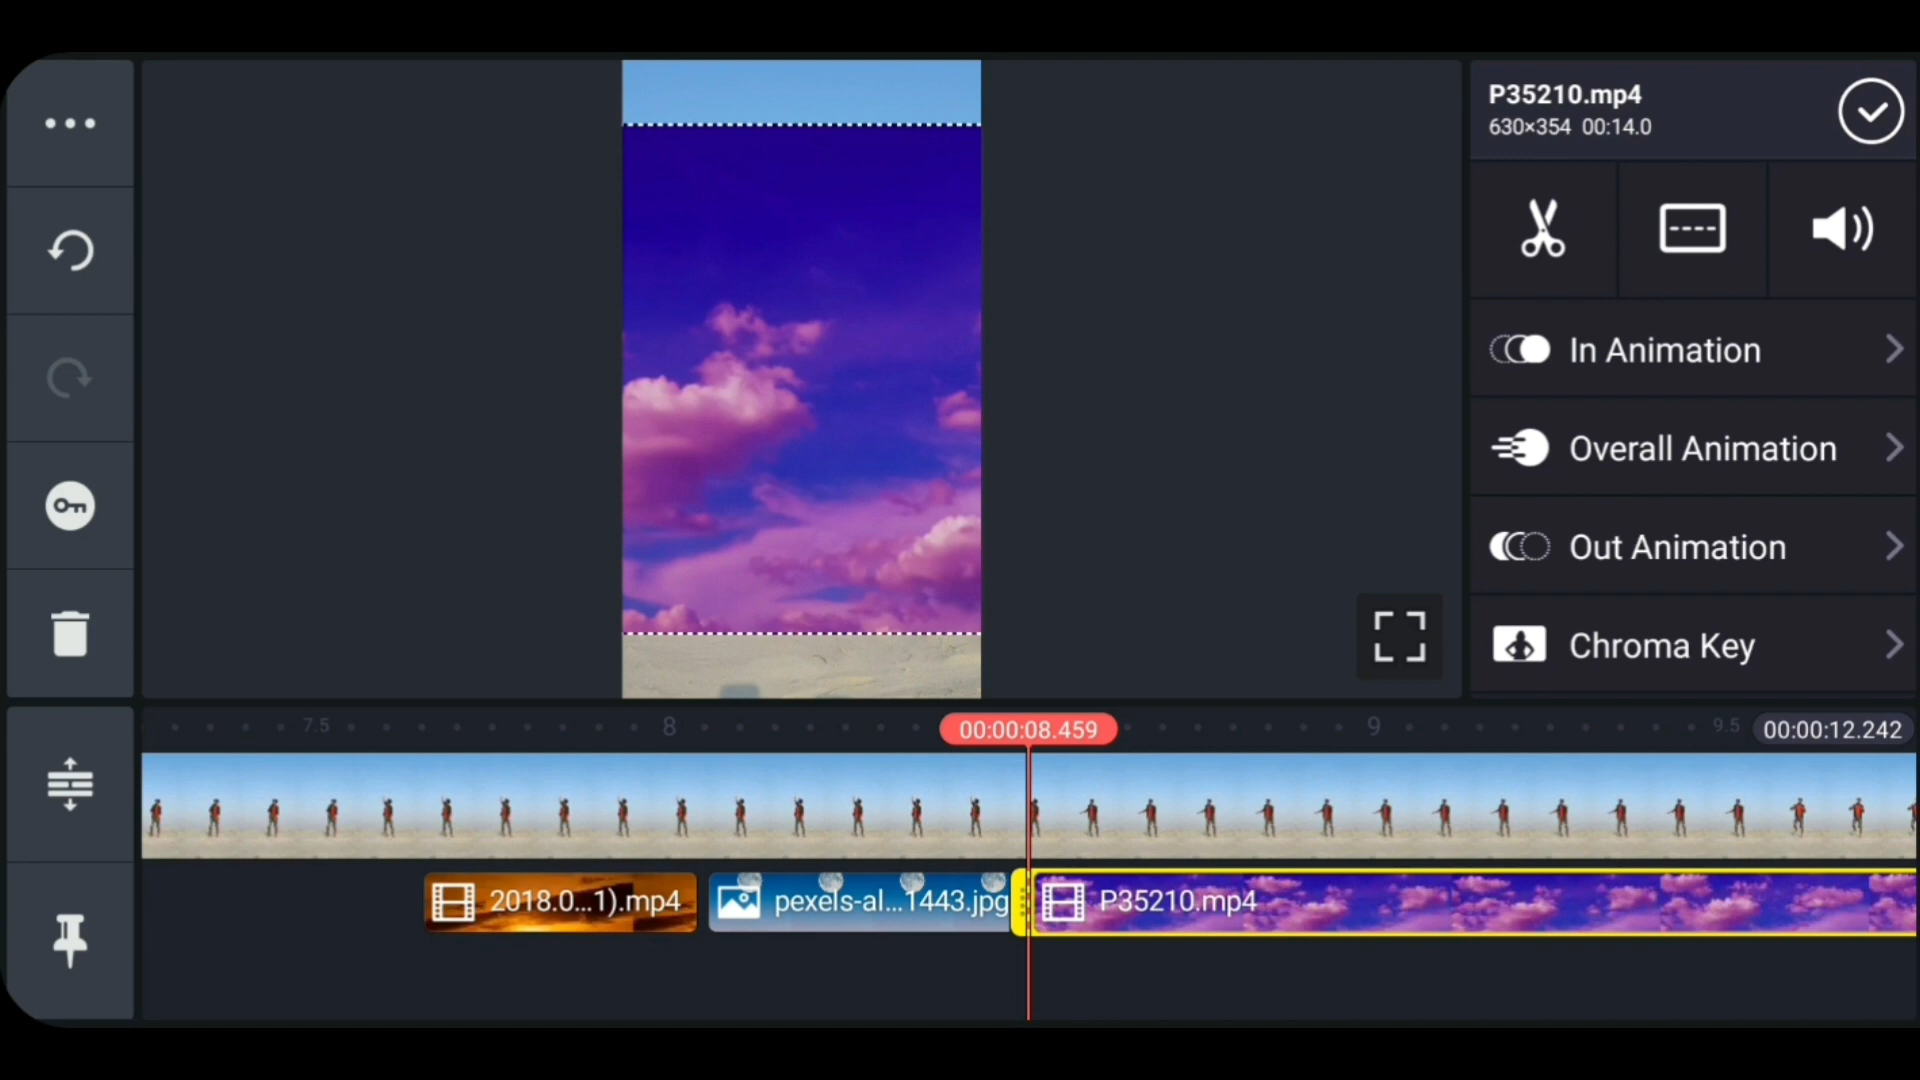 P35210.mp4
630×354 00:14.0
In Animation
Overall Animation
Out Animation
Chroma Key
7.5 8 00:00:08.459 9 9.5 00:00:12.242
2018.0...1).mp4 pexels-al...1443.jpg P35210.mp4